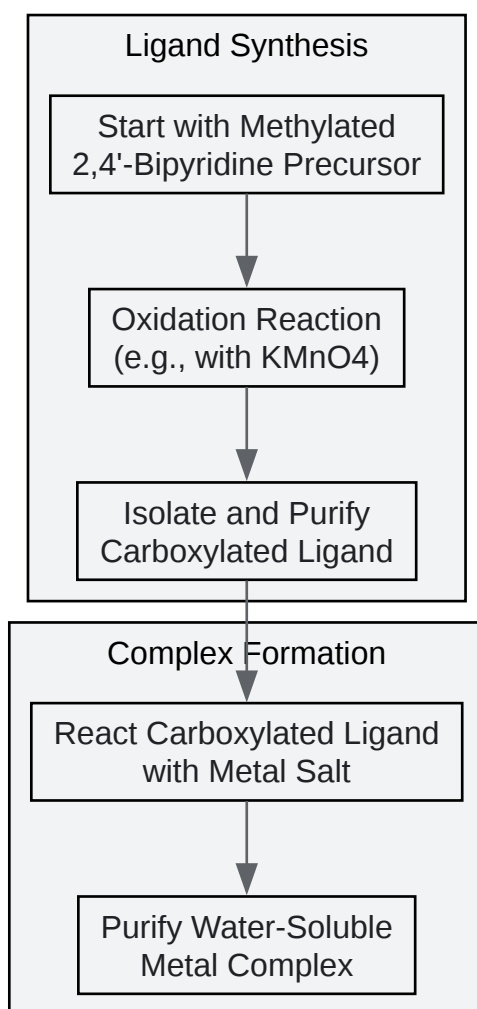 Ligand Synthesis
Start with Methylated
2,4'-Bipyridine Precursor
Oxidation Reaction
(e.g., with KMnO4)
Isolate and Purify
Carboxylated Ligand
Complex Formation
React Carboxylated Ligand
with Metal Salt
Purify Water-Soluble
Metal Complex